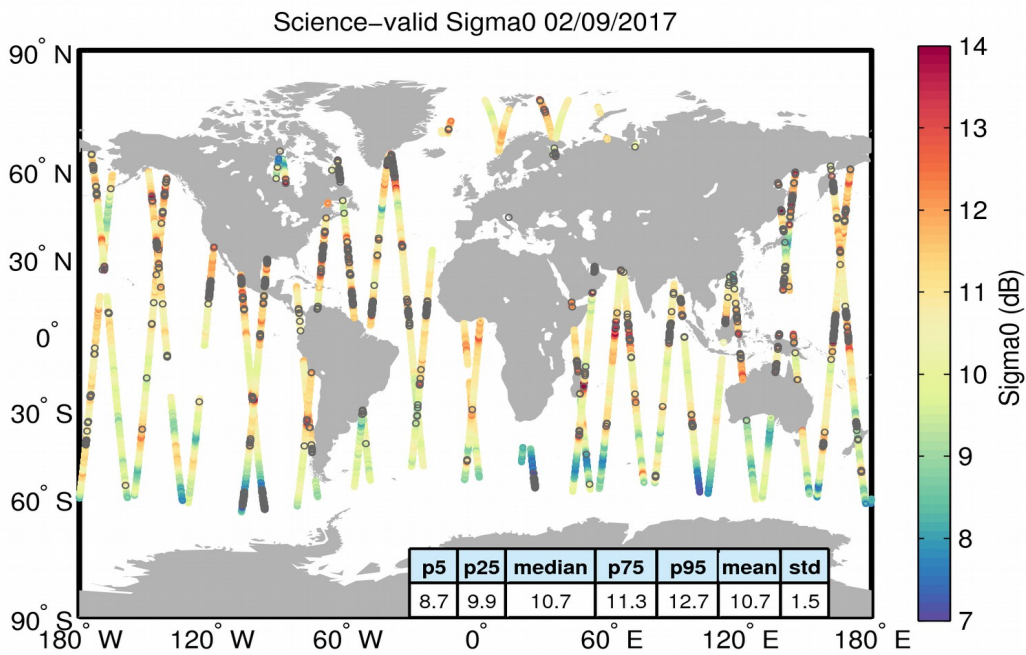 Science−valid Sigma0 02/09/2017
90° N
60° N
30° N
0°
30° S
60° S
90° S
180° W
120° W
60° W
0°
60° E
120° E
180° E
14
13
12
11
10
9
8
7
Sigma0 (dB)
p5 p25 median p75 p95 mean std
8.7 9.9 10.7 11.3 12.7 10.7 1.5